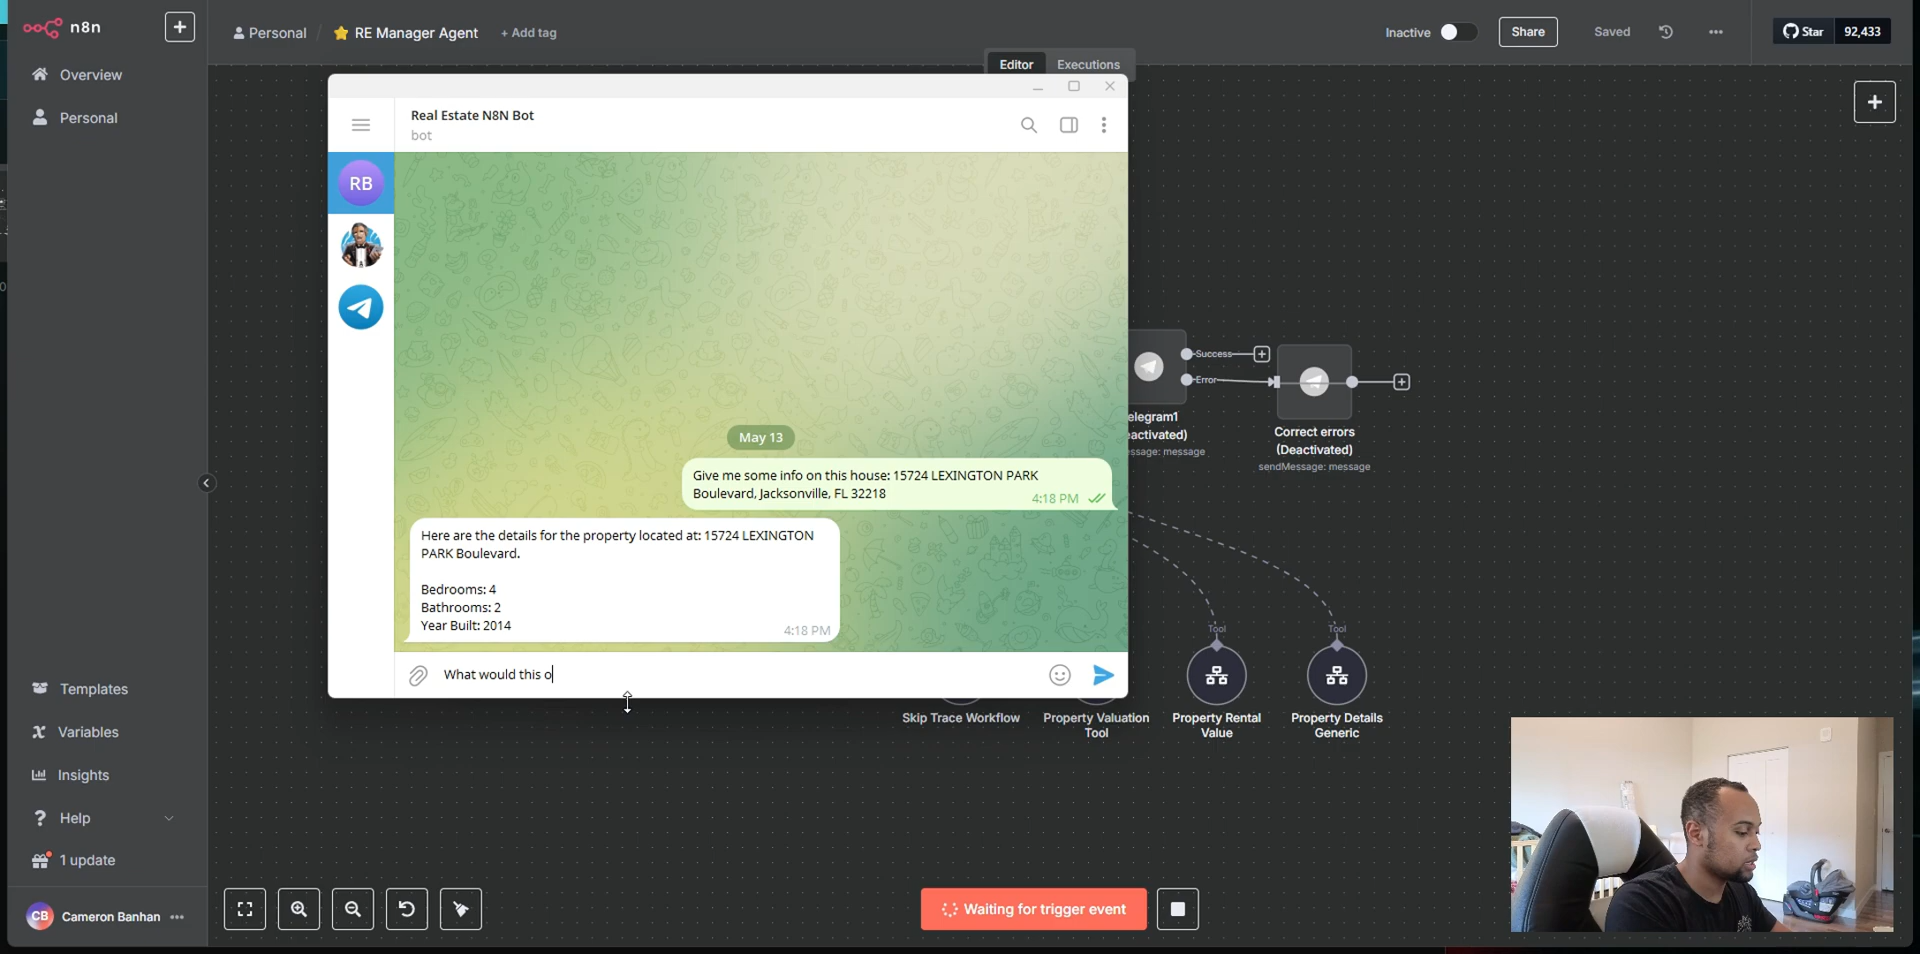 n8n
+
Personal / ⭐ RE Manager Agent + Add tag
Inactive
Share
Saved
...
Star 92,433
Overview
Personal
Editor Executions
Real Estate N8N Bot
bot
RB
May 13
Give me some info on this house: 15724 LEXINGTON PARK
Boulevard, Jacksonville, FL 32218
4:18 PM
Here are the details for the property located at: 15724 LEXINGTON
PARK Boulevard.
Bedrooms: 4
Bathrooms: 2
Year Built: 2014
4:18 PM
What would this o
Success
Error
elegram1
eactivated)
ssage: message
Correct errors
(Deactivated)
sendMessage: message
Tool
Tool
Skip Trace Workflow
Property Valuation
Tool
Property Rental
Value
Property Details
Generic
Templates
Variables
Insights
Help
1 update
CB Cameron Banhan ...
Waiting for trigger event